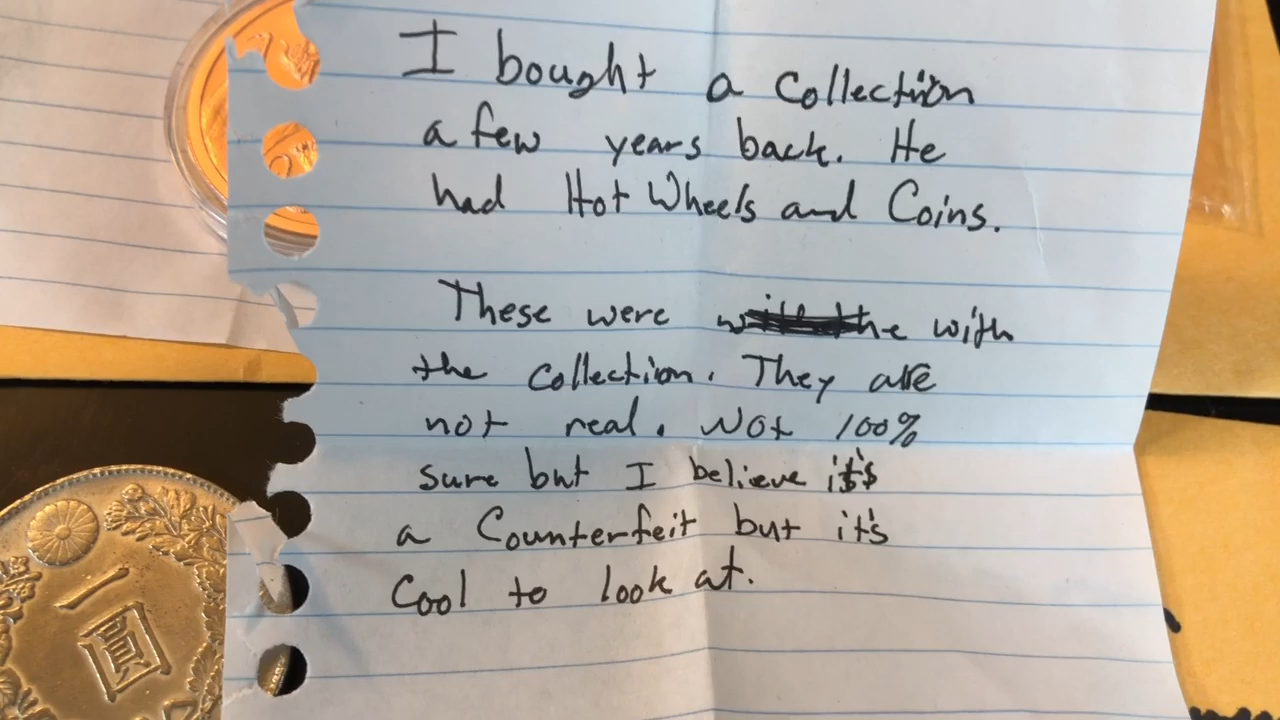 I bought a Collection
a few years back. He
had Hot Wheels and Coins.
These were with
the collection. They are
not real. Not 100%
sure but I believe it's
a Counterfeit but it's
Cool to look at.
一圓